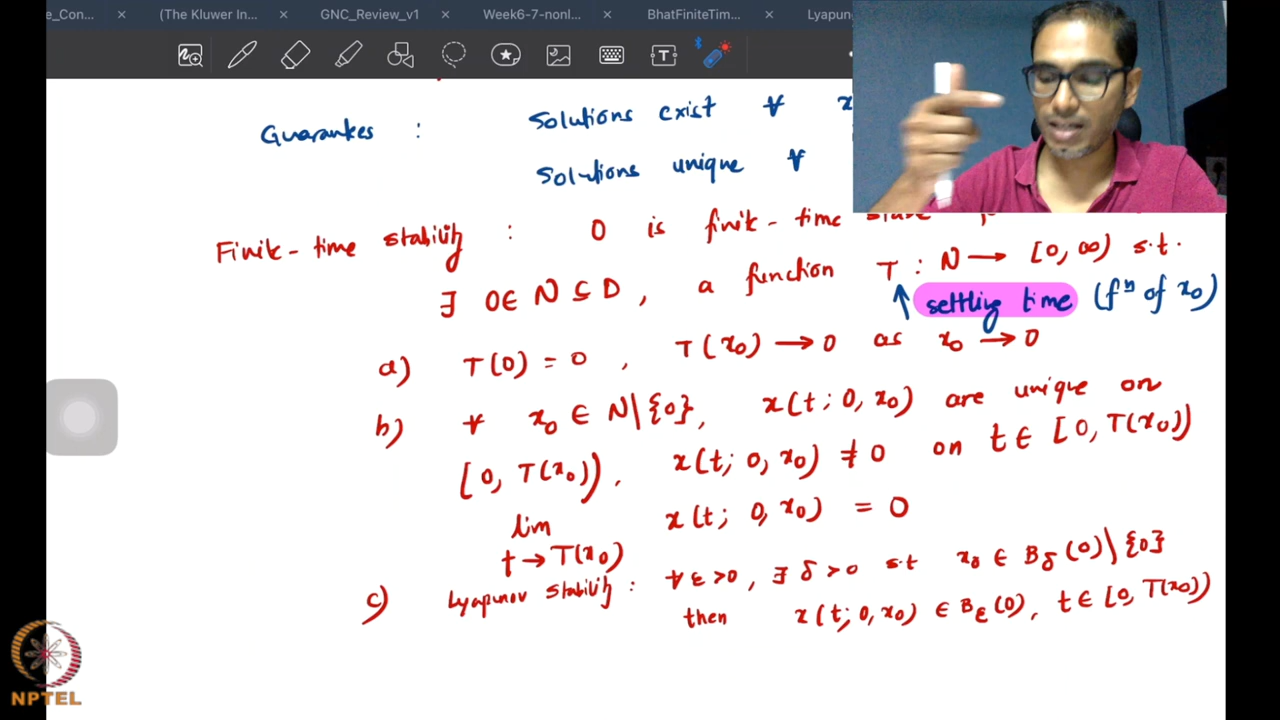 e_Con... × (The Kluwer In... × GNC_Review_v1 × Week6-7-nonl... × BhatFiniteTim... × Lyapun
Guarantees : Solutions exist ∀ x
Solutions unique ∀
Finite-time stability : 0 is finite-time
∃ 0 ∈ N ⊆ D, a function T : N → [0, ∞) s.t.
settling time (fⁿ of x₀)
a) T(0) = 0, T(x₀) → 0 as x₀ → 0
b) ∀ x₀ ∈ N\{0}, x(t; 0, x₀) are unique on
[0, T(x₀)), x(t; 0, x₀) ≠ 0 on t ∈ [0, T(x₀))
lim x(t; 0, x₀) = 0
t → T(x₀)
c) Lyapunov stability : ∀ ε > 0, ∃ δ > 0 s.t x₀ ∈ B_δ(0)\{0}
then x(t; 0, x₀) ∈ B_ε(0), t ∈ [0, T(x₀))
NPTEL